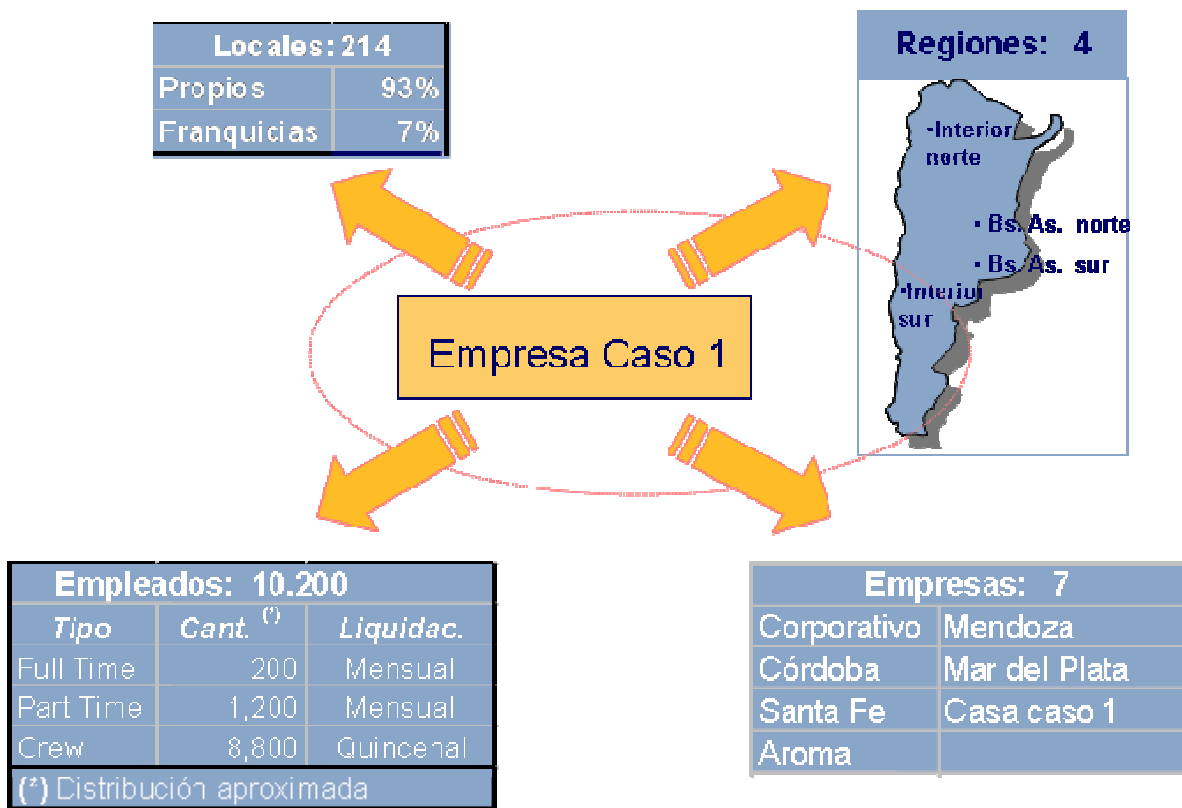 Locales: 214
Propios 93%
Franquicias 7%
Regiones: 4
•Interior
norte
• Bs. As. norte
• Bs. As. sur
•Interior
sur
Empresa Caso 1
Empleados: 10.200
Tipo Cant. (*) Liquidac.
Full Time 200 Mensual
Part Time 1,200 Mensual
Crew 8,800 Quincenal
(*) Distribución aproximada
Empresas: 7
Corporativo Mendoza
Córdoba Mar del Plata
Santa Fe Casa caso 1
Aroma